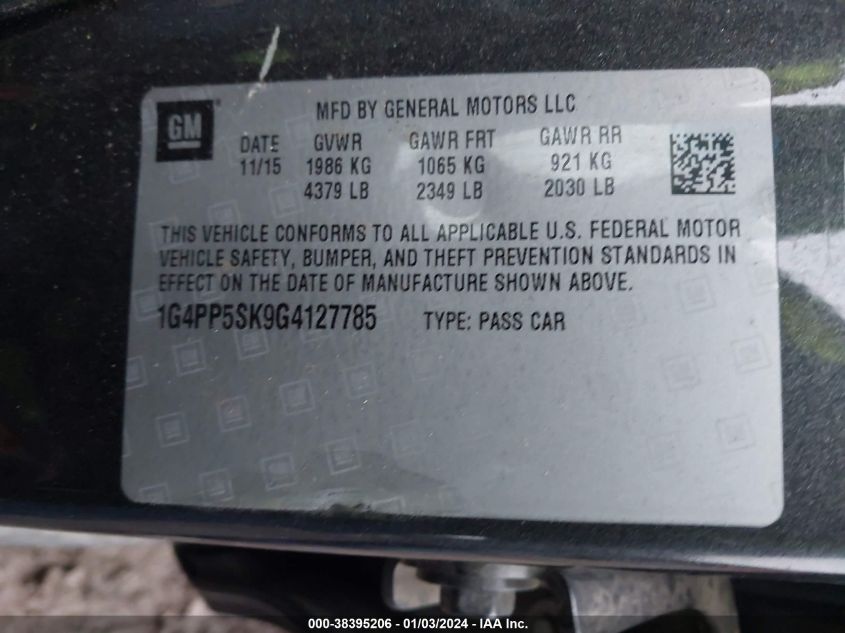 GM®
MFD BY GENERAL MOTORS LLC
DATE GVWR GAWR FRT GAWR RR
11/15 1986 KG 1065 KG 921 KG
4379 LB 2349 LB 2030 LB
THIS VEHICLE CONFORMS TO ALL APPLICABLE U.S. FEDERAL MOTOR
VEHICLE SAFETY, BUMPER, AND THEFT PREVENTION STANDARDS IN
EFFECT ON THE DATE OF MANUFACTURE SHOWN ABOVE.
1G4PP5SK9G4127785 TYPE: PASS CAR
000-38395206 - 01/03/2024 - IAA Inc.